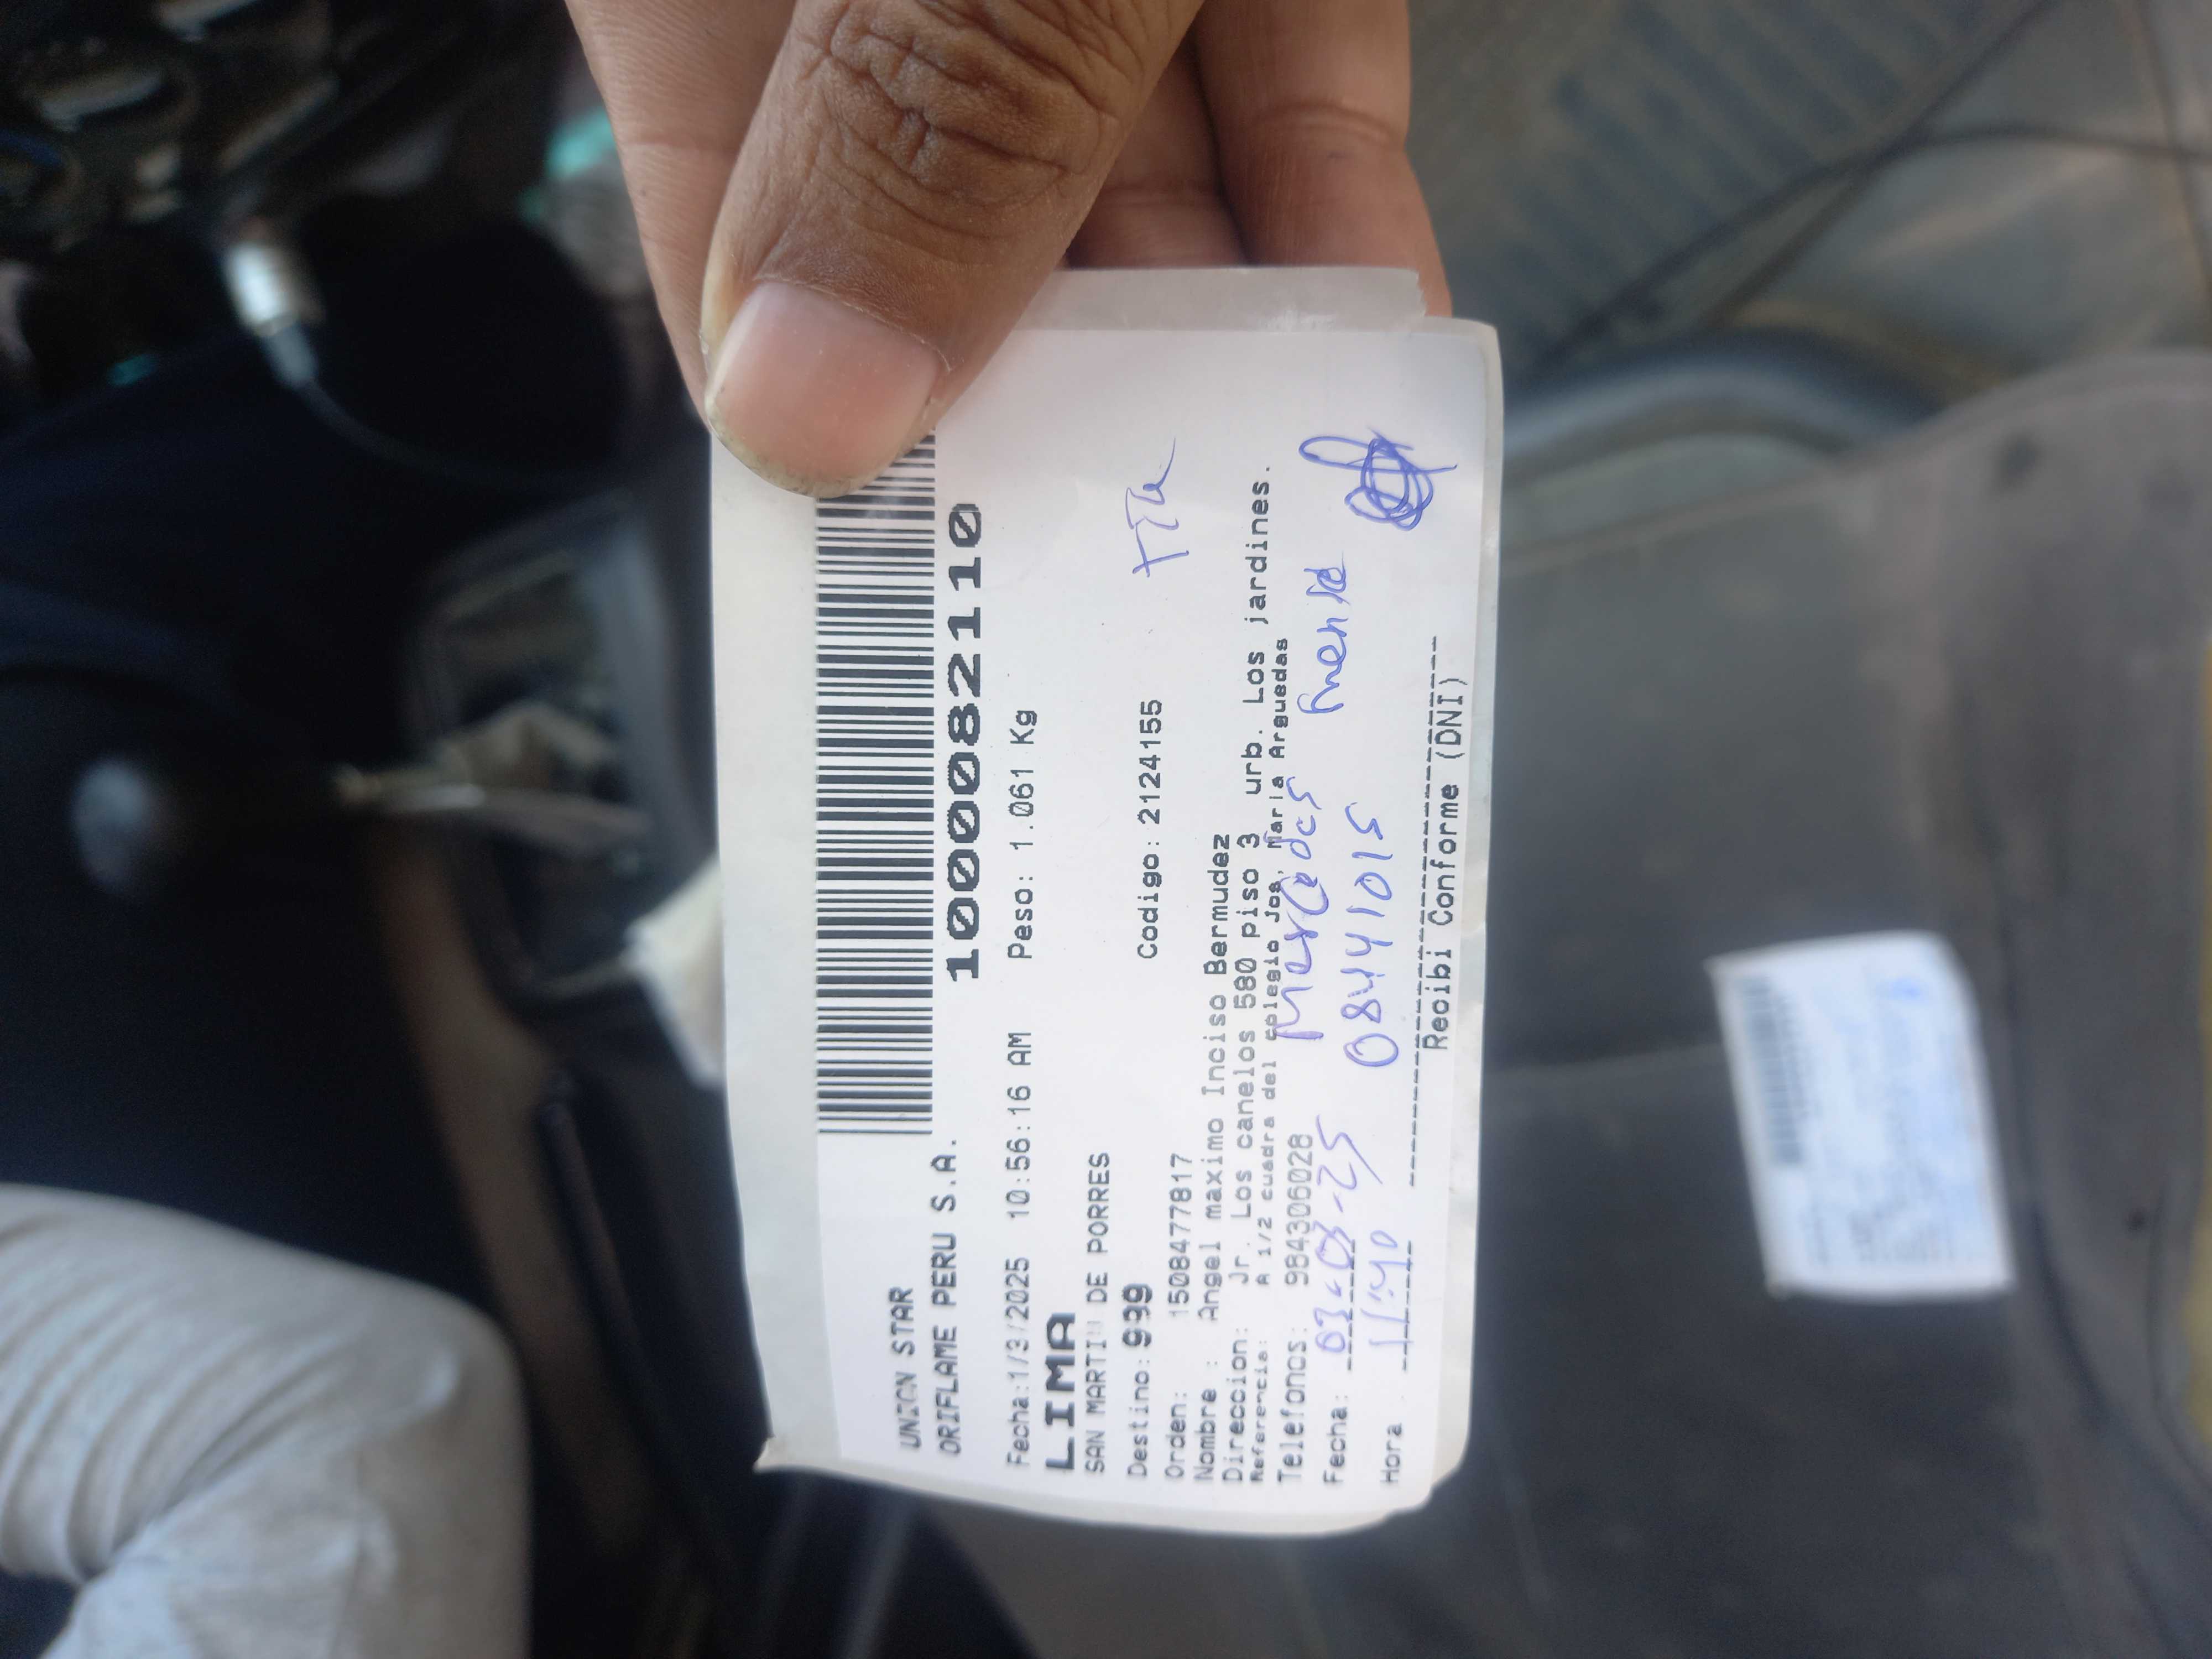 UNION STAR
ORIFLAME PERU S.A.
1000082110
Fecha:1/3/2025 10:56:16 AM Peso: 1.061 Kg
LIMA
SAN MARTIN DE PORRES
Destino: 999 Codigo: 2124155
Tia
Orden: 1508477817
Nombre : Angel maximo Inciso Bermudez
Direccion: Jr. Los canelos 580 piso 3 urb. Los jardines.
Referencia: A 1/2 cuadra del colegio Jos, Maria Arguedas
Telefonos: 984306028
Mercedes
Fecha: 03-03-25 08441015
Hora 11:40
Recibi Conforme (DNI)